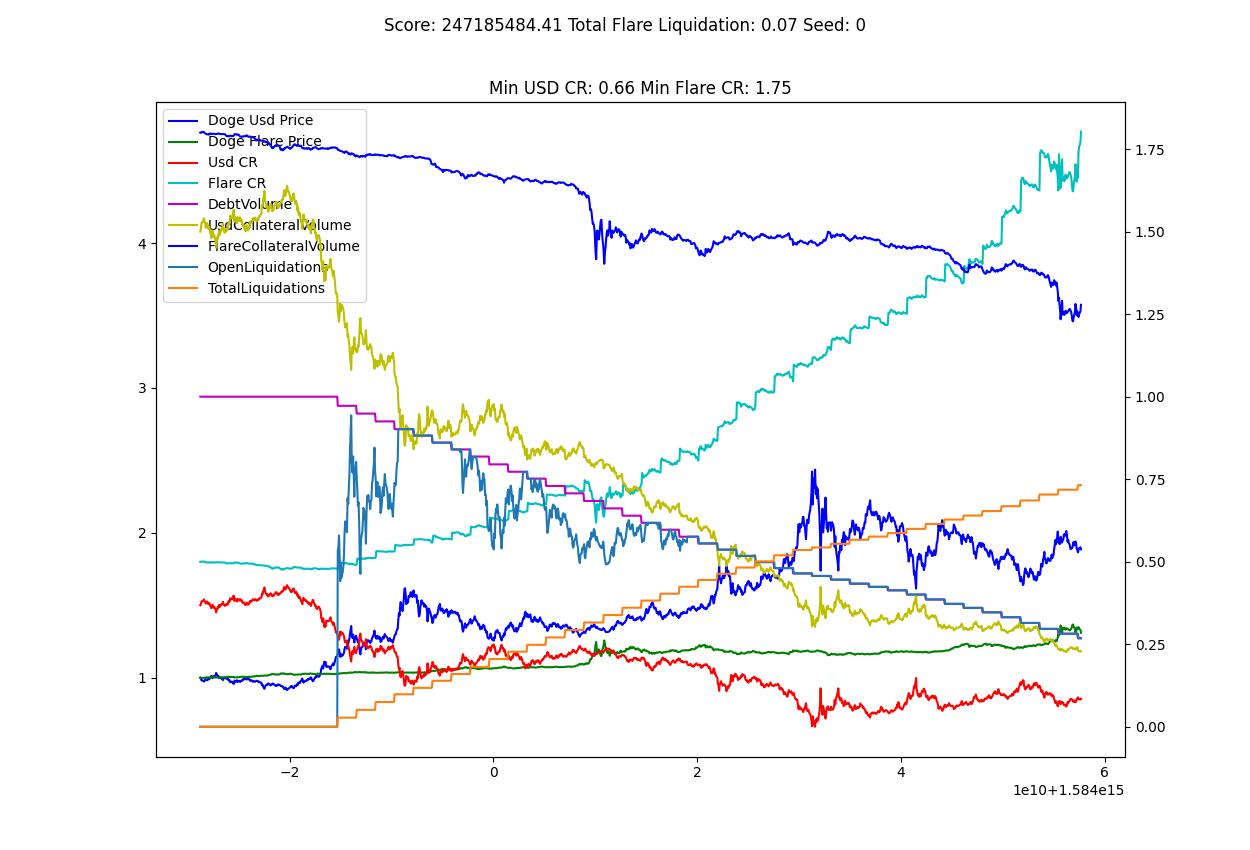 Score: 247185484.41 Total Flare Liquidation: 0.07 Seed: 0
Min USD CR: 0.66 Min Flare CR: 1.75
Doge Usd Price
Doge Flare Price
Usd CR
Flare CR
DebtVolume
UsdCollateralVolume
FlareCollateralVolume
OpenLiquidations
TotalLiquidations
4
3
2
1
1.75
1.50
1.25
1.00
0.75
0.50
0.25
0.00
−2 0 2 4 6
1e10+1.584e15